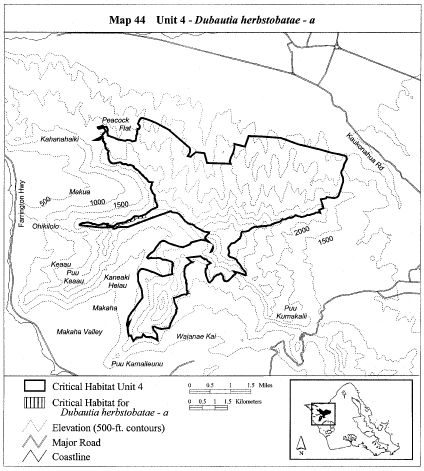 Map 44 Unit 4 - Dubautia herbstobatae - a
Peacock
Flat
Kahanahaiki
Kaukonahua Rd
Makua
500
1000
1500
Farrington Hwy
Ohikilolo
2000
1500
Keaau
Puu
Keaau
Kaneaki
Heiau
Makaha
Puu
Kumakalii
Makaha Valley
Waianae Kai
Puu Kamaileunu
Critical Habitat Unit 4
Critical Habitat for
Dubautia herbstobatae - a
Elevation (500-ft. contours)
Major Road
Coastline
0 0.5 1 1.5 Miles
0 0.5 1 1.5 Kilometers
N